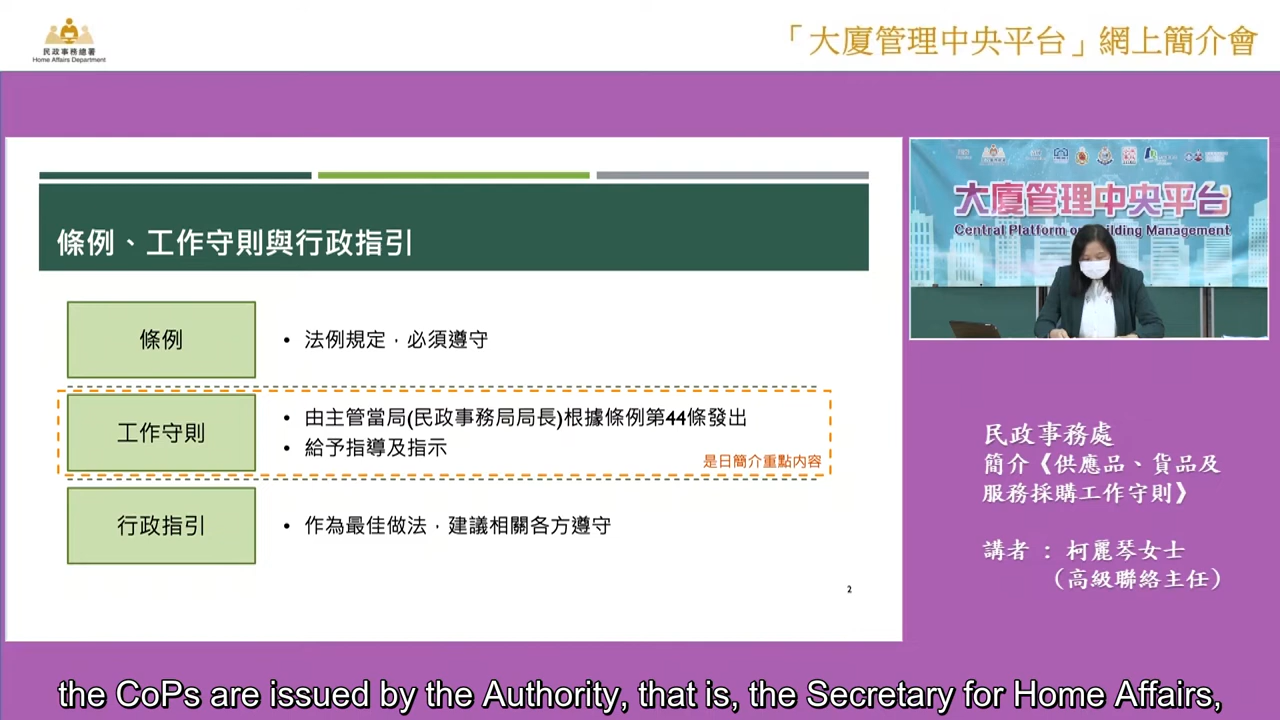 民政事務總署
Home Affairs Department
「大廈管理中央平台」網上簡介會
條例、工作守則與行政指引
條例
• 法例規定，必須遵守
工作守則
• 由主管當局(民政事務局局長)根據條例第44條發出
• 給予指導及指示
是日簡介重點內容
行政指引
• 作為最佳做法，建議相關各方遵守
2
大廈管理中央平台
Central Platform on Building Management
民政事務處
簡介《供應品、貨品及
服務採購工作守則》
講者 ： 柯麗琴女士
（高級聯絡主任）
the CoPs are issued by the Authority, that is, the Secretary for Home Affairs,